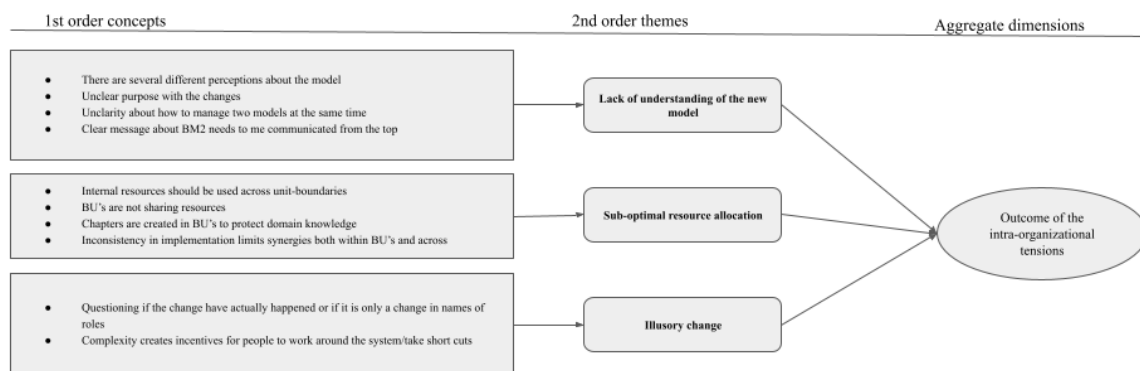 1st order concepts
2nd order themes
Aggregate dimensions
● There are several different perceptions about the model
● Unclear purpose with the changes
● Unclarity about how to manage two models at the same time
● Clear message about BM2 needs to me communicated from the top
Lack of understanding of the new
model
● Internal resources should be used across unit-boundaries
● BU's are not sharing resources
● Chapters are created in BU's to protect domain knowledge
● Inconsistency in implementation limits synergies both within BU's and across
Sub-optimal resource allocation
Outcome of the
intra-organizational
tensions
● Questioning if the change have actually happened or if it is only a change in names of
roles
● Complexity creates incentives for people to work around the system/take short cuts
Illusory change